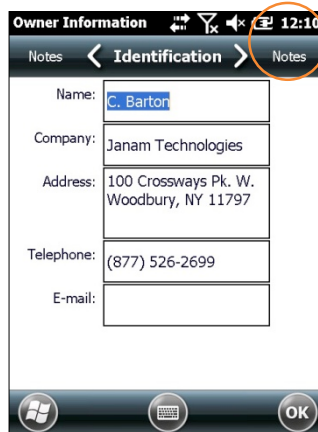 Owner Information 12:10
Notes Identification Notes
Name: C. Barton
Company: Janam Technologies
Address: 100 Crossways Pk. W.
Woodbury, NY 11797
Telephone: (877) 526-2699
E-mail:
OK